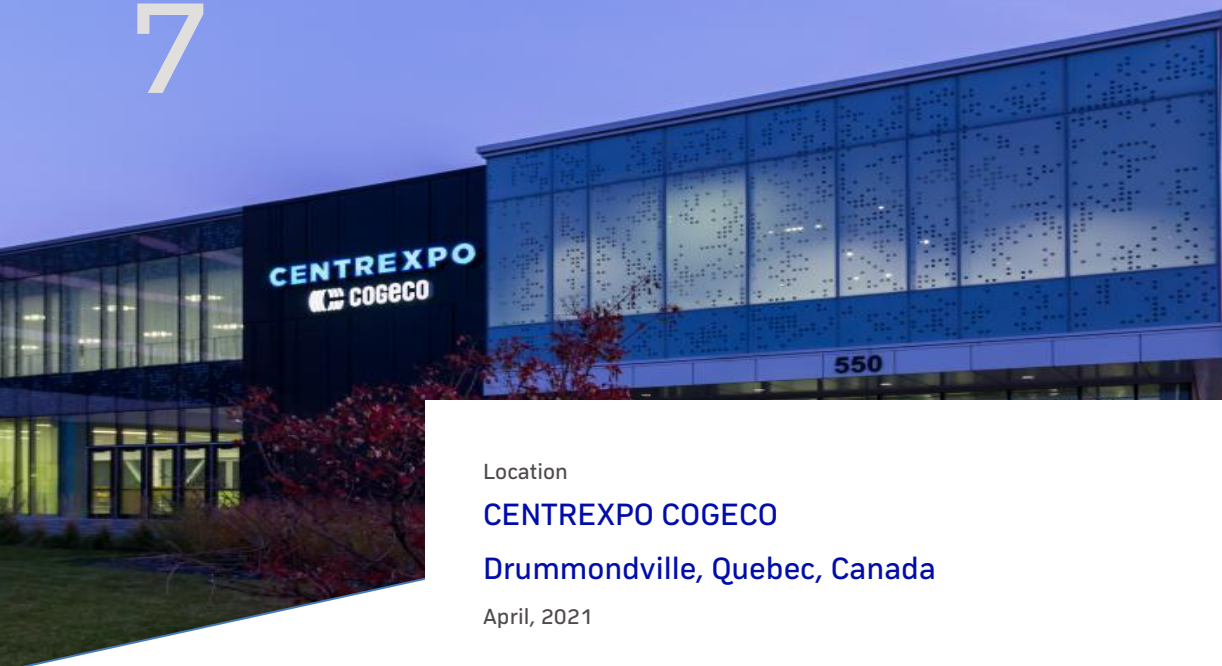 7
CENTREXPO
COGECO
550
Location
CENTREXPO COGECO
Drummondville, Quebec, Canada
April, 2021